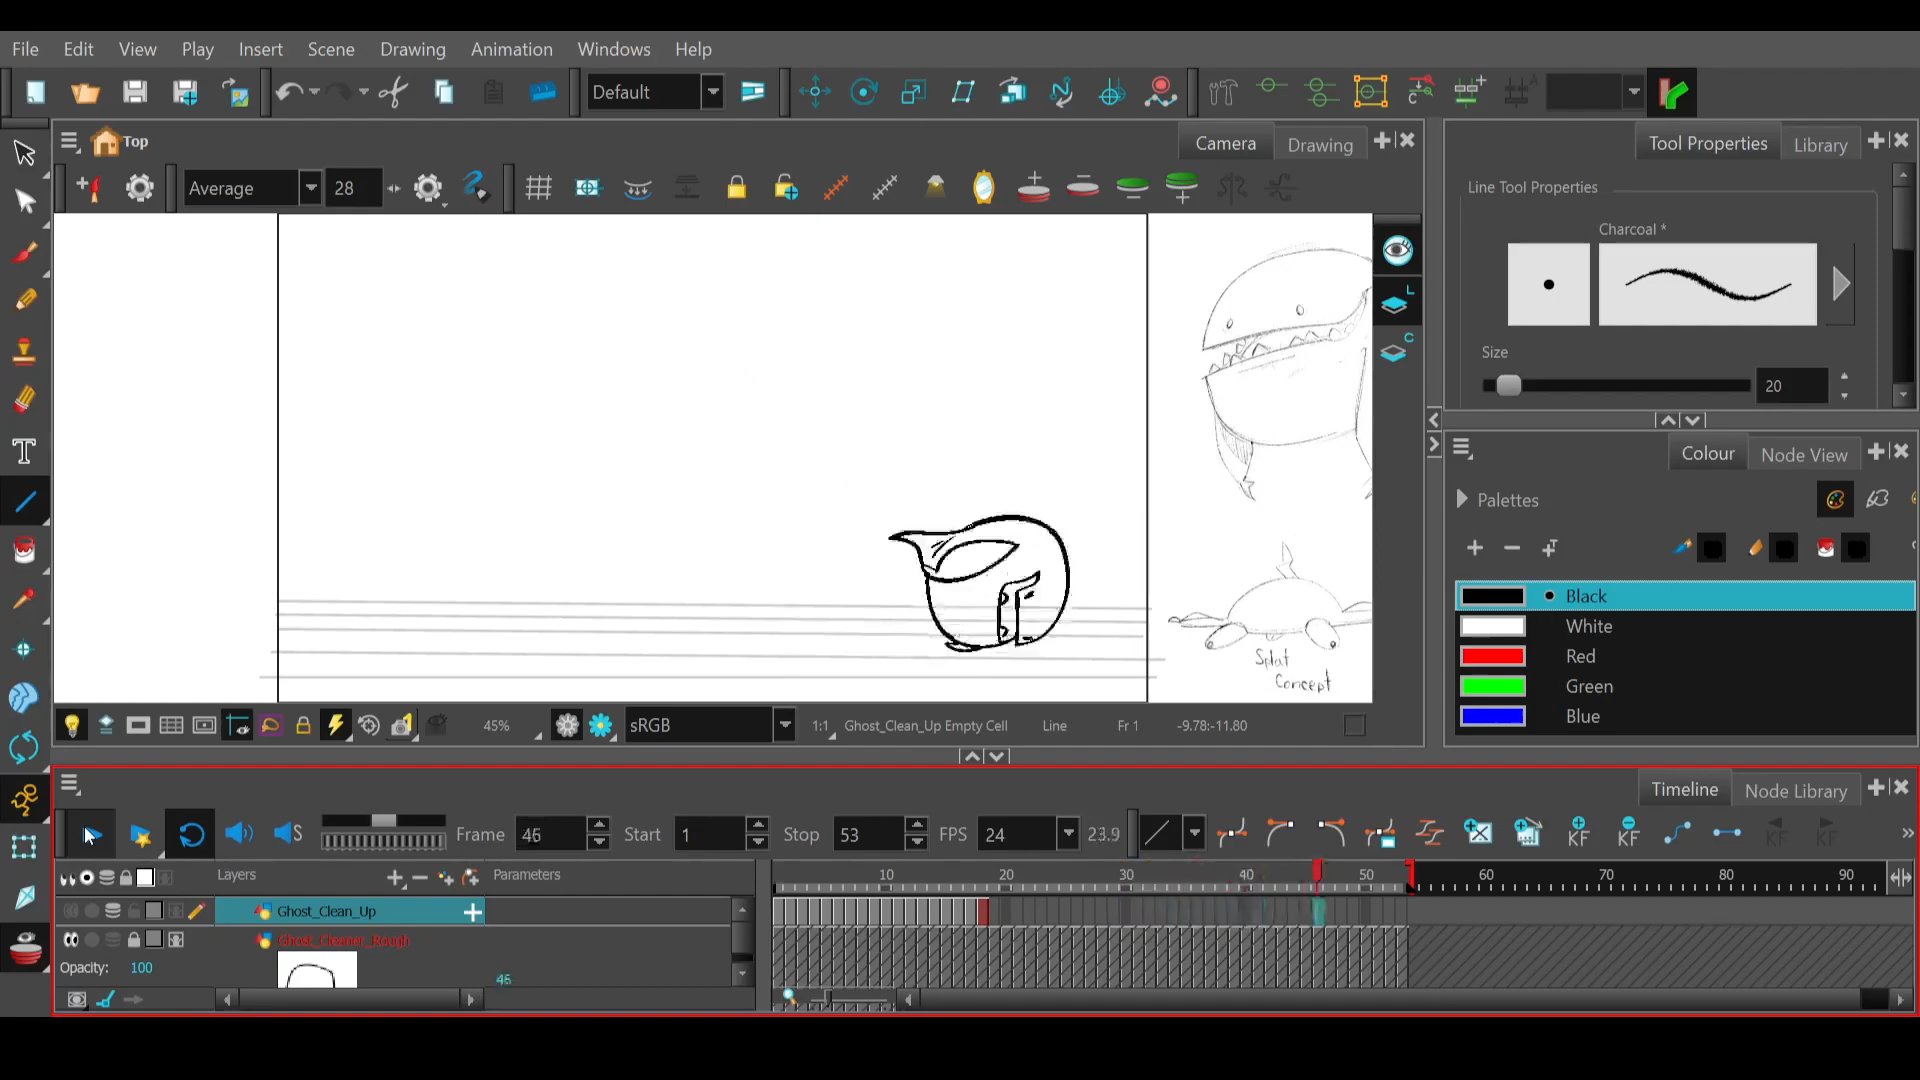 File Edit View Play Insert Scene Drawing Animation Windows Help
Default
Top
Camera Drawing
Tool Properties Library
Average 28
Line Tool Properties
Charcoal *
Size
20
L
C
Colour Node View
Palettes
Black
White
Red
Green
Blue
Splat
Concept
45% sRGB 1:1 Ghost_Clean_Up Empty Cell Line Fr 1 -9.78:-11.80
Timeline Node Library
S Frame 46 Start 1 Stop 53 FPS 24 23.9 KF KF KF KF
Layers Parameters 10 20 30 40 50 60 70 80 90
Ghost_Clean_Up
Ghost_Cleaner_Rough
Opacity: 100
46